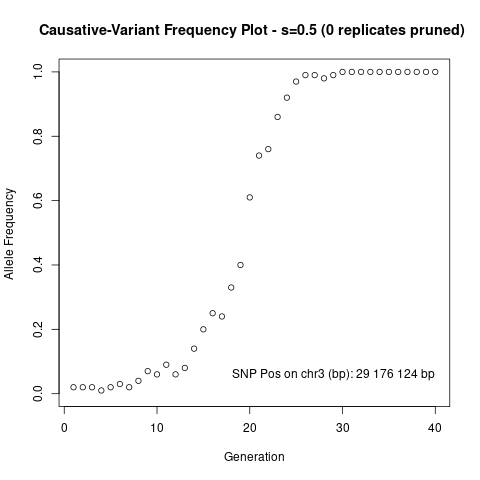 Causative-Variant Frequency Plot - s=0.5 (0 replicates pruned)
1.0
0.8
0.6
0.4
0.2
0.0
Allele Frequency
SNP Pos on chr3 (bp): 29 176 124 bp
0 10 20 30 40
Generation